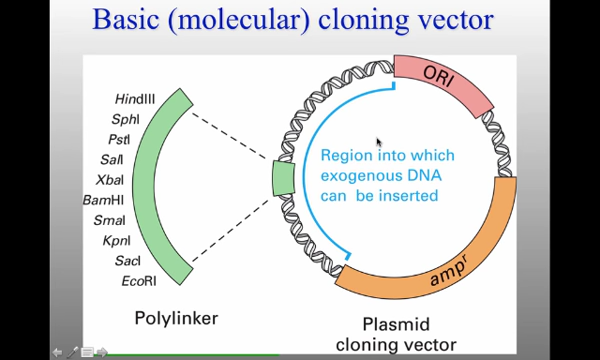 Basic (molecular) cloning vector
HindIII
SphI
PstI
SalI
XbaI
BamHI
SmaI
KpnI
SacI
EcoRI
Polylinker
ORI
Region into which
exogenous DNA
can be inserted
ampr
Plasmid
cloning vector